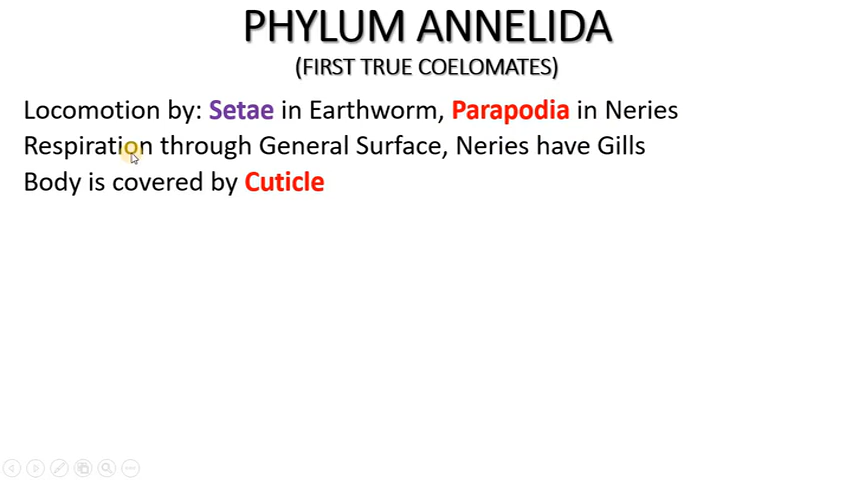 PHYLUM ANNELIDA
(FIRST TRUE COELOMATES)
Locomotion by: Setae in Earthworm, Parapodia in Neries
Respiration through General Surface, Neries have Gills
Body is covered by Cuticle